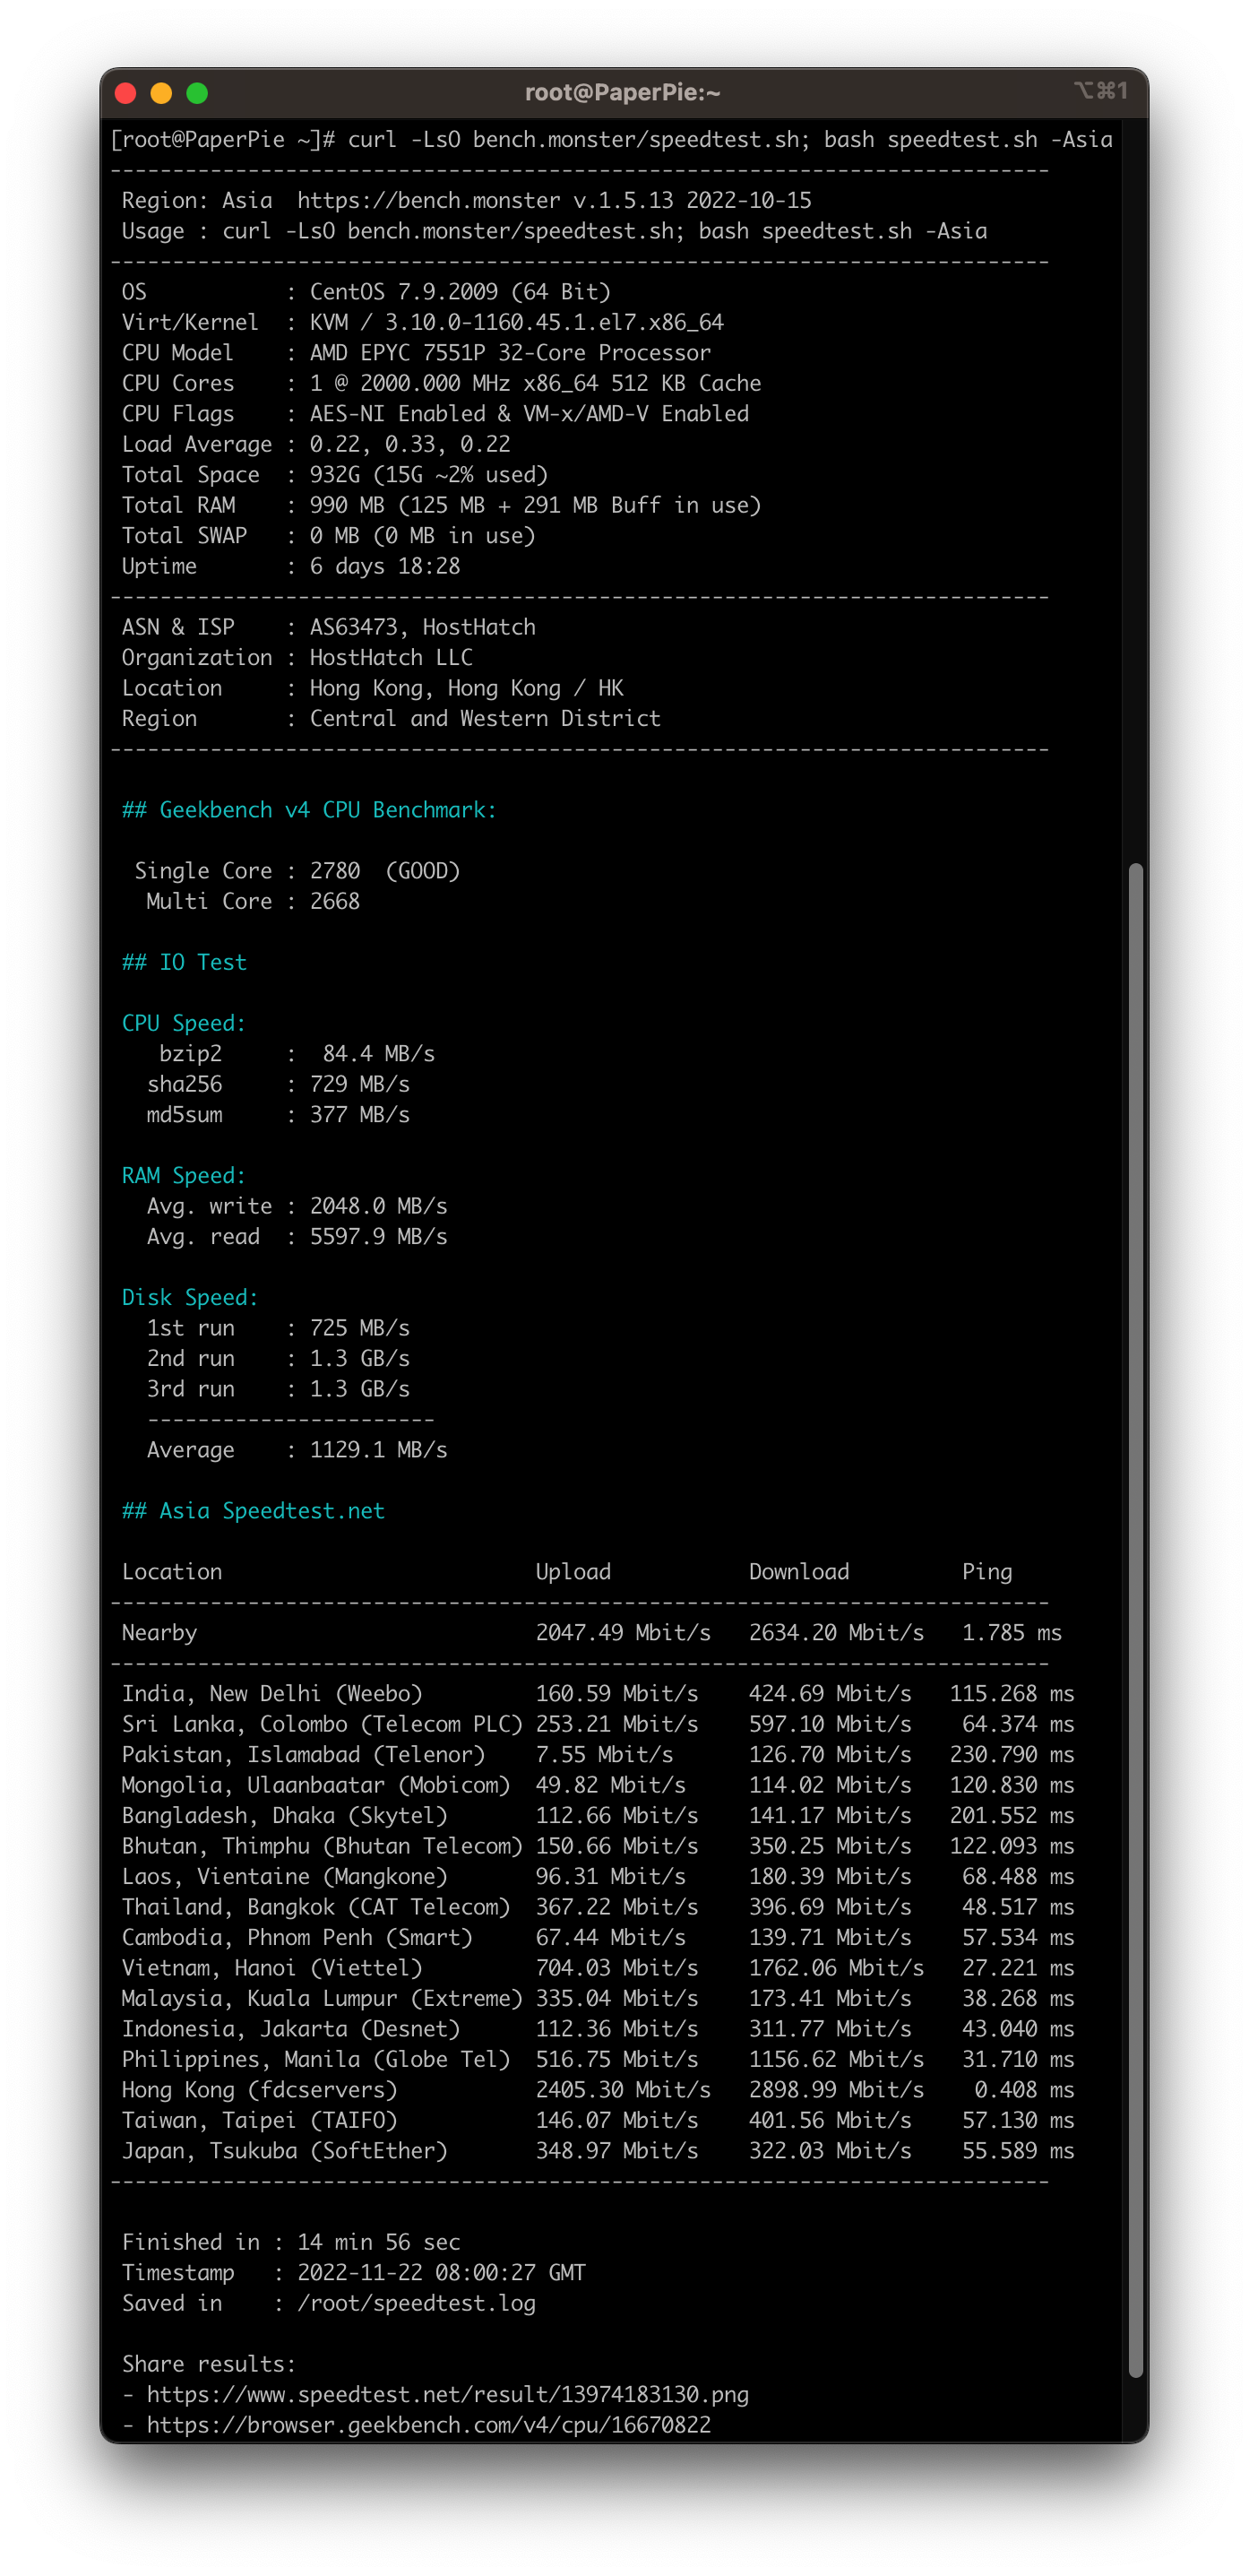 root@PaperPie:~
⌥⌘1
[root@PaperPie ~]# curl -LsO bench.monster/speedtest.sh; bash speedtest.sh -Asia
---------------------------------------------------------------------------
 Region: Asia  https://bench.monster v.1.5.13 2022-10-15
 Usage : curl -LsO bench.monster/speedtest.sh; bash speedtest.sh -Asia
---------------------------------------------------------------------------
 OS           : CentOS 7.9.2009 (64 Bit)
 Virt/Kernel  : KVM / 3.10.0-1160.45.1.el7.x86_64
 CPU Model    : AMD EPYC 7551P 32-Core Processor
 CPU Cores    : 1 @ 2000.000 MHz x86_64 512 KB Cache
 CPU Flags    : AES-NI Enabled & VM-x/AMD-V Enabled
 Load Average : 0.22, 0.33, 0.22
 Total Space  : 932G (15G ~2% used)
 Total RAM    : 990 MB (125 MB + 291 MB Buff in use)
 Total SWAP   : 0 MB (0 MB in use)
 Uptime       : 6 days 18:28
---------------------------------------------------------------------------
 ASN & ISP    : AS63473, HostHatch
 Organization : HostHatch LLC
 Location     : Hong Kong, Hong Kong / HK
 Region       : Central and Western District
---------------------------------------------------------------------------
 ## Geekbench v4 CPU Benchmark:
  Single Core : 2780  (GOOD)
   Multi Core : 2668
 ## IO Test
 CPU Speed:
    bzip2     :  84.4 MB/s
   sha256     : 729 MB/s
   md5sum     : 377 MB/s
 RAM Speed:
   Avg. write : 2048.0 MB/s
   Avg. read  : 5597.9 MB/s
 Disk Speed:
   1st run    : 725 MB/s
   2nd run    : 1.3 GB/s
   3rd run    : 1.3 GB/s
   -----------------------
   Average    : 1129.1 MB/s
 ## Asia Speedtest.net
 Location                         Upload           Download         Ping
---------------------------------------------------------------------------
 Nearby                           2047.49 Mbit/s   2634.20 Mbit/s   1.785 ms
---------------------------------------------------------------------------
 India, New Delhi (Weebo)         160.59 Mbit/s    424.69 Mbit/s   115.268 ms
 Sri Lanka, Colombo (Telecom PLC) 253.21 Mbit/s    597.10 Mbit/s    64.374 ms
 Pakistan, Islamabad (Telenor)    7.55 Mbit/s      126.70 Mbit/s   230.790 ms
 Mongolia, Ulaanbaatar (Mobicom)  49.82 Mbit/s     114.02 Mbit/s   120.830 ms
 Bangladesh, Dhaka (Skytel)       112.66 Mbit/s    141.17 Mbit/s   201.552 ms
 Bhutan, Thimphu (Bhutan Telecom) 150.66 Mbit/s    350.25 Mbit/s   122.093 ms
 Laos, Vientaine (Mangkone)       96.31 Mbit/s     180.39 Mbit/s    68.488 ms
 Thailand, Bangkok (CAT Telecom)  367.22 Mbit/s    396.69 Mbit/s    48.517 ms
 Cambodia, Phnom Penh (Smart)     67.44 Mbit/s     139.71 Mbit/s    57.534 ms
 Vietnam, Hanoi (Viettel)         704.03 Mbit/s    1762.06 Mbit/s   27.221 ms
 Malaysia, Kuala Lumpur (Extreme) 335.04 Mbit/s    173.41 Mbit/s    38.268 ms
 Indonesia, Jakarta (Desnet)      112.36 Mbit/s    311.77 Mbit/s    43.040 ms
 Philippines, Manila (Globe Tel)  516.75 Mbit/s    1156.62 Mbit/s   31.710 ms
 Hong Kong (fdcservers)           2405.30 Mbit/s   2898.99 Mbit/s    0.408 ms
 Taiwan, Taipei (TAIFO)           146.07 Mbit/s    401.56 Mbit/s    57.130 ms
 Japan, Tsukuba (SoftEther)       348.97 Mbit/s    322.03 Mbit/s    55.589 ms
---------------------------------------------------------------------------
 Finished in : 14 min 56 sec
 Timestamp   : 2022-11-22 08:00:27 GMT
 Saved in    : /root/speedtest.log
 Share results:
 - https://www.speedtest.net/result/13974183130.png
 - https://browser.geekbench.com/v4/cpu/16670822